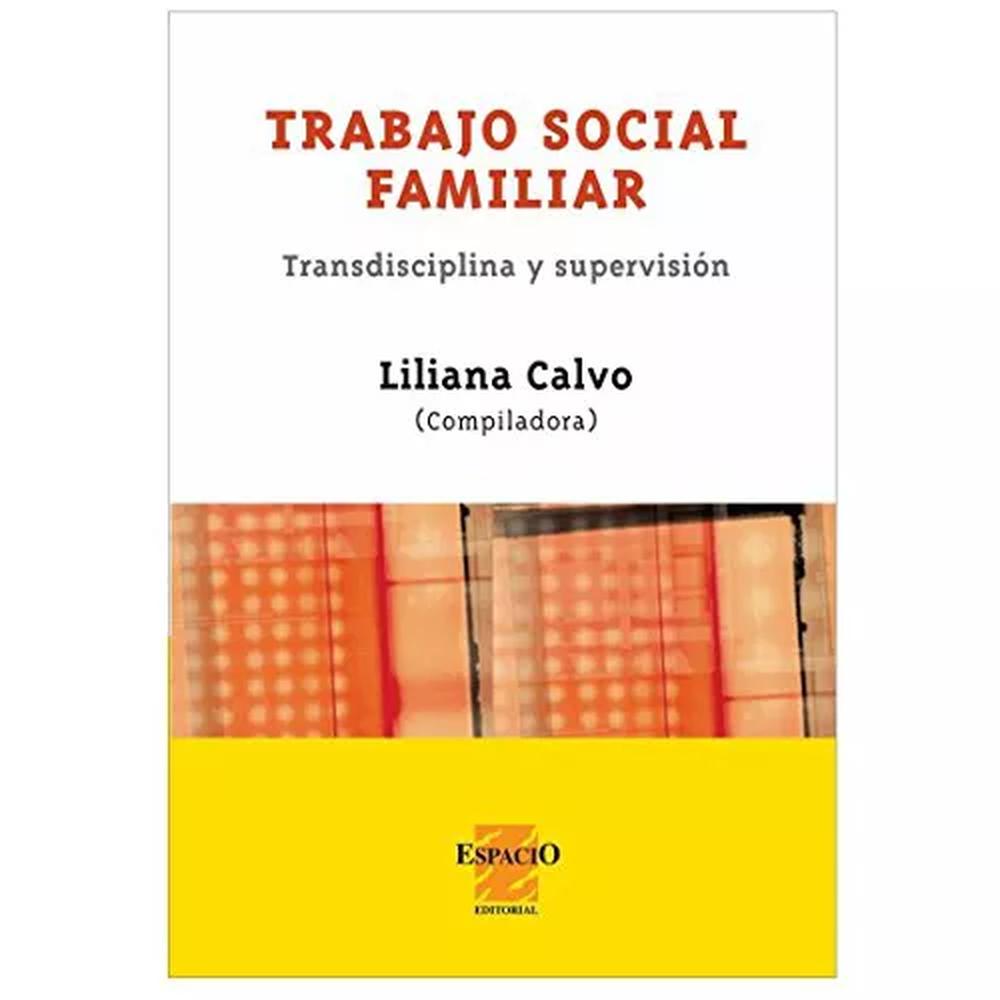 TRABAJO SOCIAL
FAMILIAR
Transdisciplina y supervisión
Liliana Calvo
(Compiladora)
ESPACIO
EDITORIAL